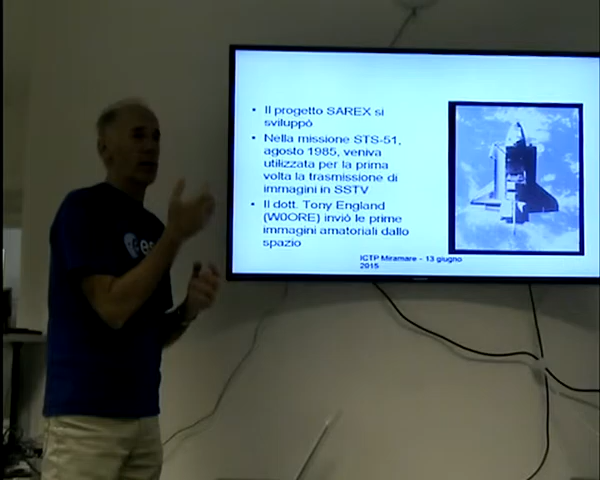 • Il progetto SAREX si
sviluppò
• Nella missione STS-51,
agosto 1985, veniva
utilizzata per la prima
volta la trasmissione di
immagini in SSTV
• Il dott. Tony England
(W0ORE) inviò le prime
immagini amatoriali dallo
spazio
ICTP Miramare - 13 giugno
2015
esa